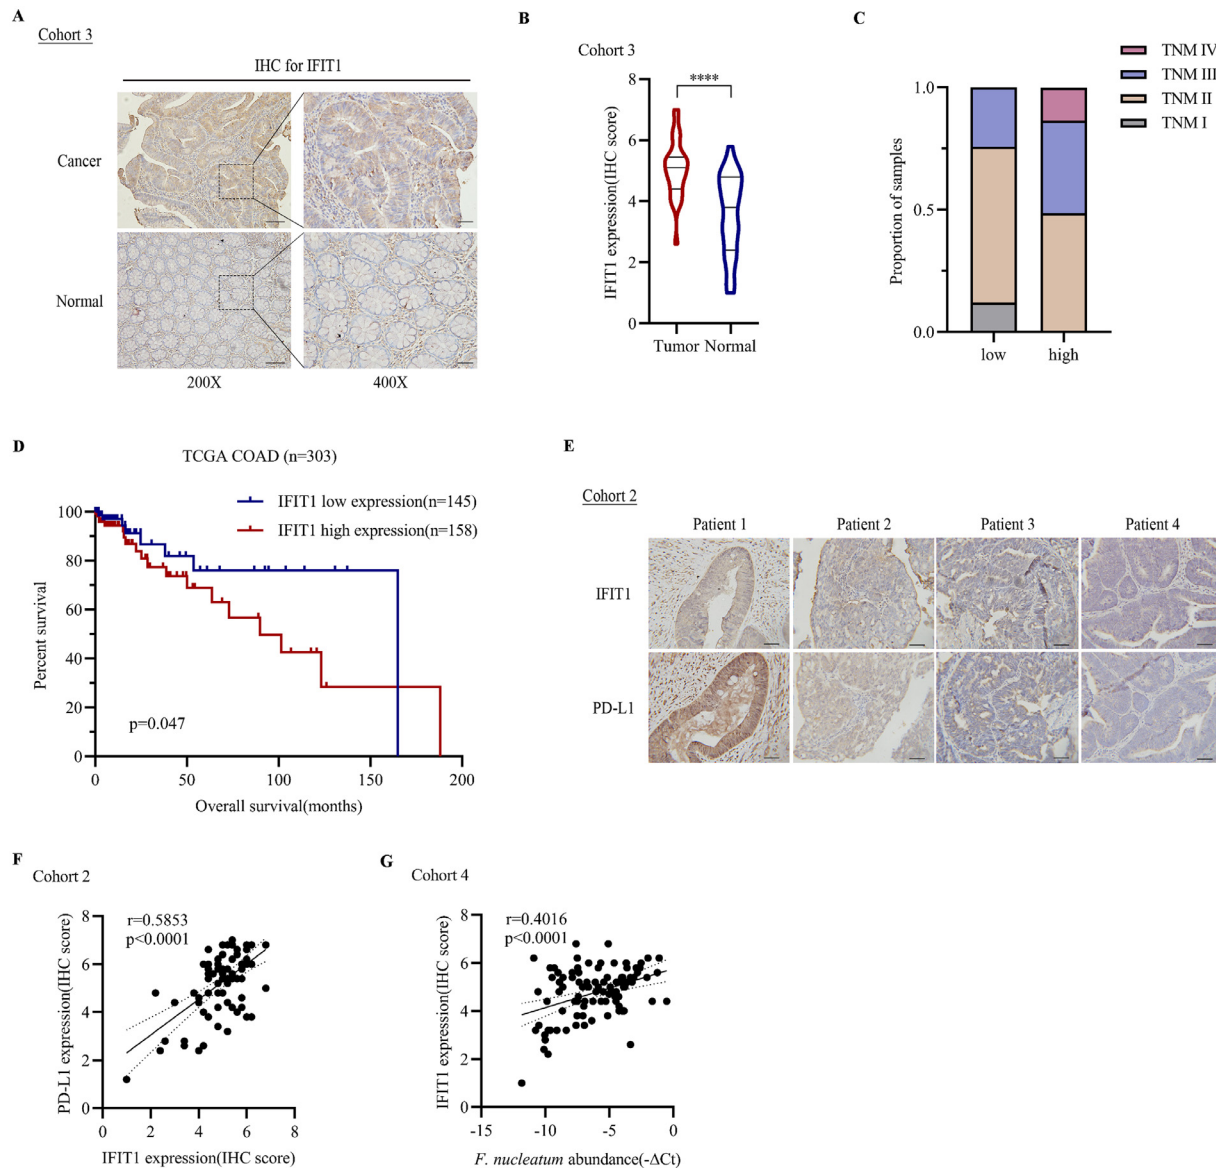 A
Cohort 3
IHC for IFIT1
Cancer
Normal
200X
400X
B
Cohort 3
****
IFIT1 expression(IHC score)
8
6
4
2
0
Tumor Normal
C
TNM IV
TNM III
TNM II
TNM I
Proportion of samples
1.0
0.5
0.0
low
high
D
TCGA COAD (n=303)
IFIT1 low expression(n=145)
IFIT1 high expression(n=158)
Percent survival
100
80
60
40
20
0
p=0.047
0 50 100 150 200
Overall survival(months)
E
Cohort 2
Patient 1 Patient 2 Patient 3 Patient 4
IFIT1
PD-L1
F
Cohort 2
r=0.5853
p<0.0001
PD-L1 expression(IHC score)
8
6
4
2
0
0 2 4 6 8
IFIT1 expression(IHC score)
G
Cohort 4
r=0.4016
p<0.0001
IFIT1 expression(IHC score)
8
6
4
2
0
-15 -10 -5 0
F. nucleatum abundance(-ΔCt)